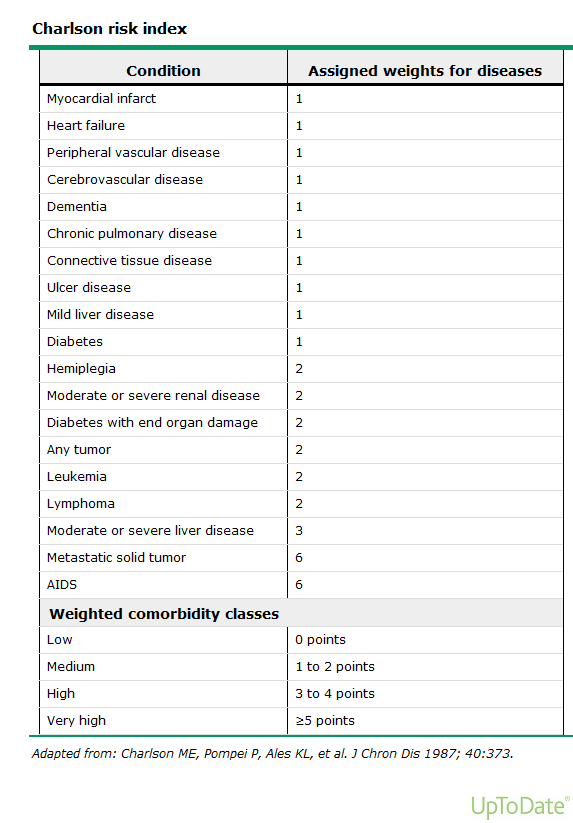 Charlson risk index
Condition Assigned weights for diseases
Myocardial infarct 1
Heart failure 1
Peripheral vascular disease 1
Cerebrovascular disease 1
Dementia 1
Chronic pulmonary disease 1
Connective tissue disease 1
Ulcer disease 1
Mild liver disease 1
Diabetes 1
Hemiplegia 2
Moderate or severe renal disease 2
Diabetes with end organ damage 2
Any tumor 2
Leukemia 2
Lymphoma 2
Moderate or severe liver disease 3
Metastatic solid tumor 6
AIDS 6
Weighted comorbidity classes
Low 0 points
Medium 1 to 2 points
High 3 to 4 points
Very high ≥5 points
Adapted from: Charlson ME, Pompei P, Ales KL, et al. J Chron Dis 1987; 40:373.
UpToDate®